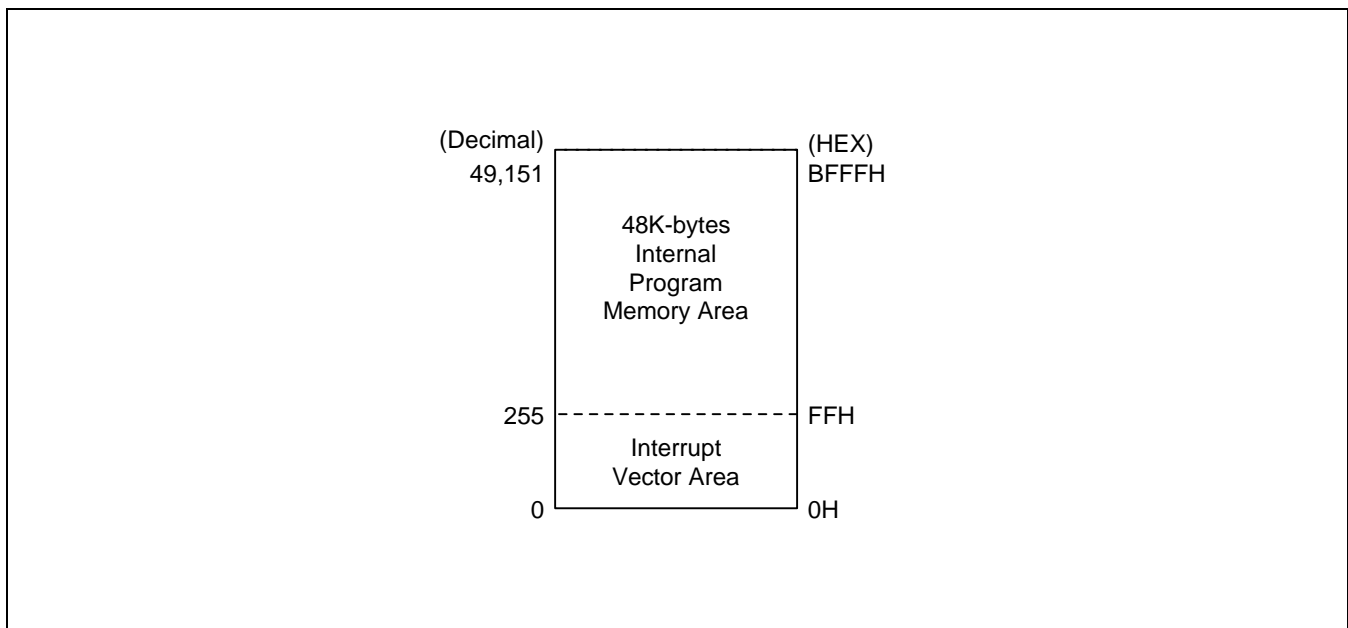 (Decimal)
(HEX)
49,151
BFFFH
48K-bytes
Internal
Program
Memory Area
255
FFH
Interrupt
Vector Area
0
0H